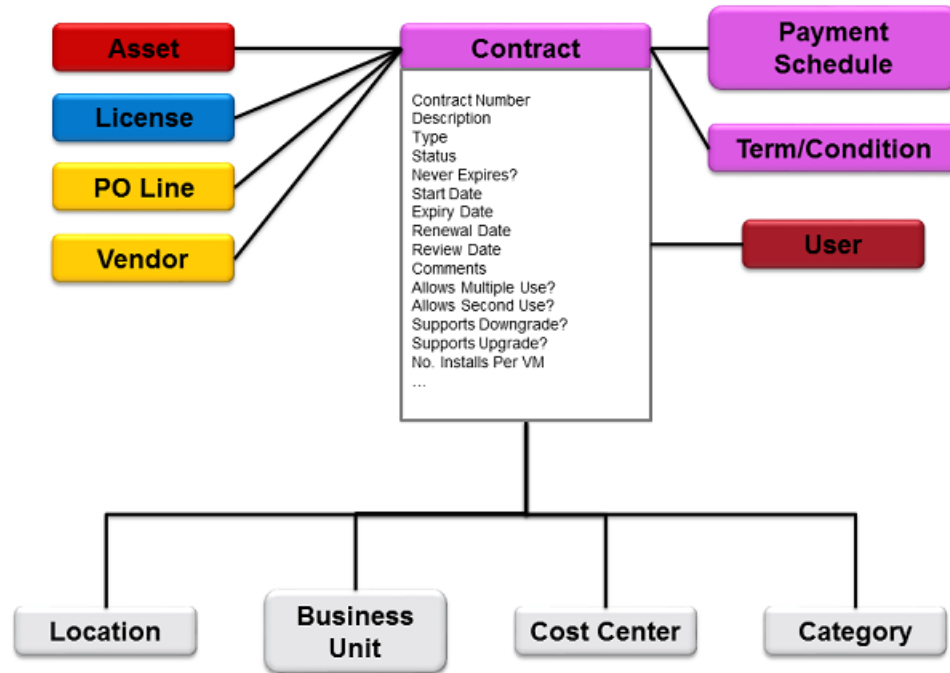 Asset
License
PO Line
Vendor
Contract
Contract Number
Description
Type
Status
Never Expires?
Start Date
Expiry Date
Renewal Date
Review Date
Comments
Allows Multiple Use?
Allows Second Use?
Supports Downgrade?
Supports Upgrade?
No. Installs Per VM
...
Payment
Schedule
Term/Condition
User
Location
Business
Unit
Cost Center
Category